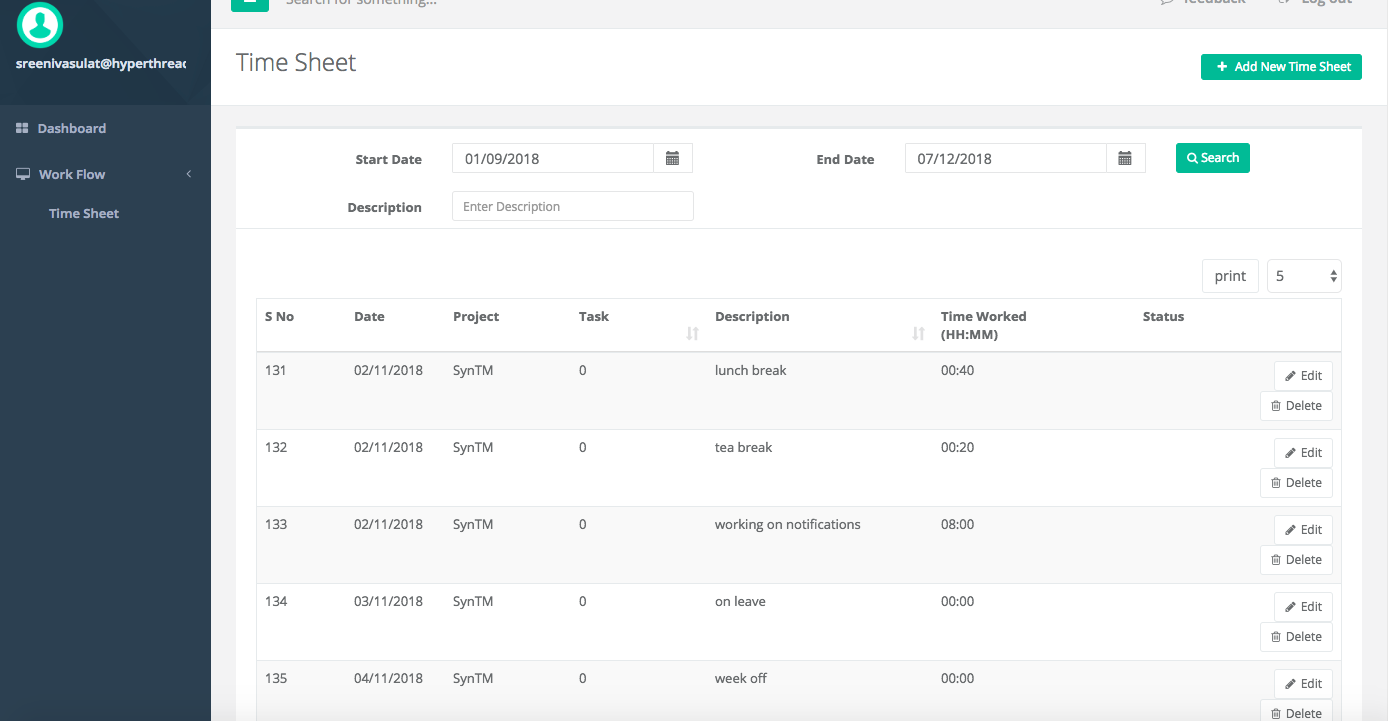 Search for something...
feedback
Log out
sreenivasulat@hyperthread
Time Sheet
Add New Time Sheet
Dashboard
Work Flow
Time Sheet
Start Date
01/09/2018
End Date
07/12/2018
Search
Description
Enter Description
print
5
S No Date Project Task Description Time Worked (HH:MM) Status
131 02/11/2018 SynTM 0 lunch break 00:40 Edit
Delete
132 02/11/2018 SynTM 0 tea break 00:20 Edit
Delete
133 02/11/2018 SynTM 0 working on notifications 08:00 Edit
Delete
134 03/11/2018 SynTM 0 on leave 00:00 Edit
Delete
135 04/11/2018 SynTM 0 week off 00:00 Edit
Delete